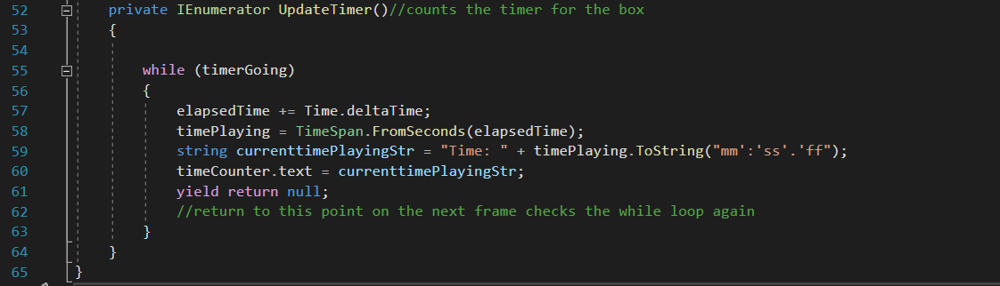 52 private IEnumerator UpdateTimer()//counts the timer for the box
53 {
54
55 while (timerGoing)
56 {
57 elapsedTime += Time.deltaTime;
58 timePlaying = TimeSpan.FromSeconds(elapsedTime);
59 string currenttimePlayingStr = "Time: " + timePlaying.ToString("mm':'ss'.'ff");
60 timeCounter.text = currenttimePlayingStr;
61 yield return null;
62 //return to this point on the next frame checks the while loop again
63 }
64 }
65 }